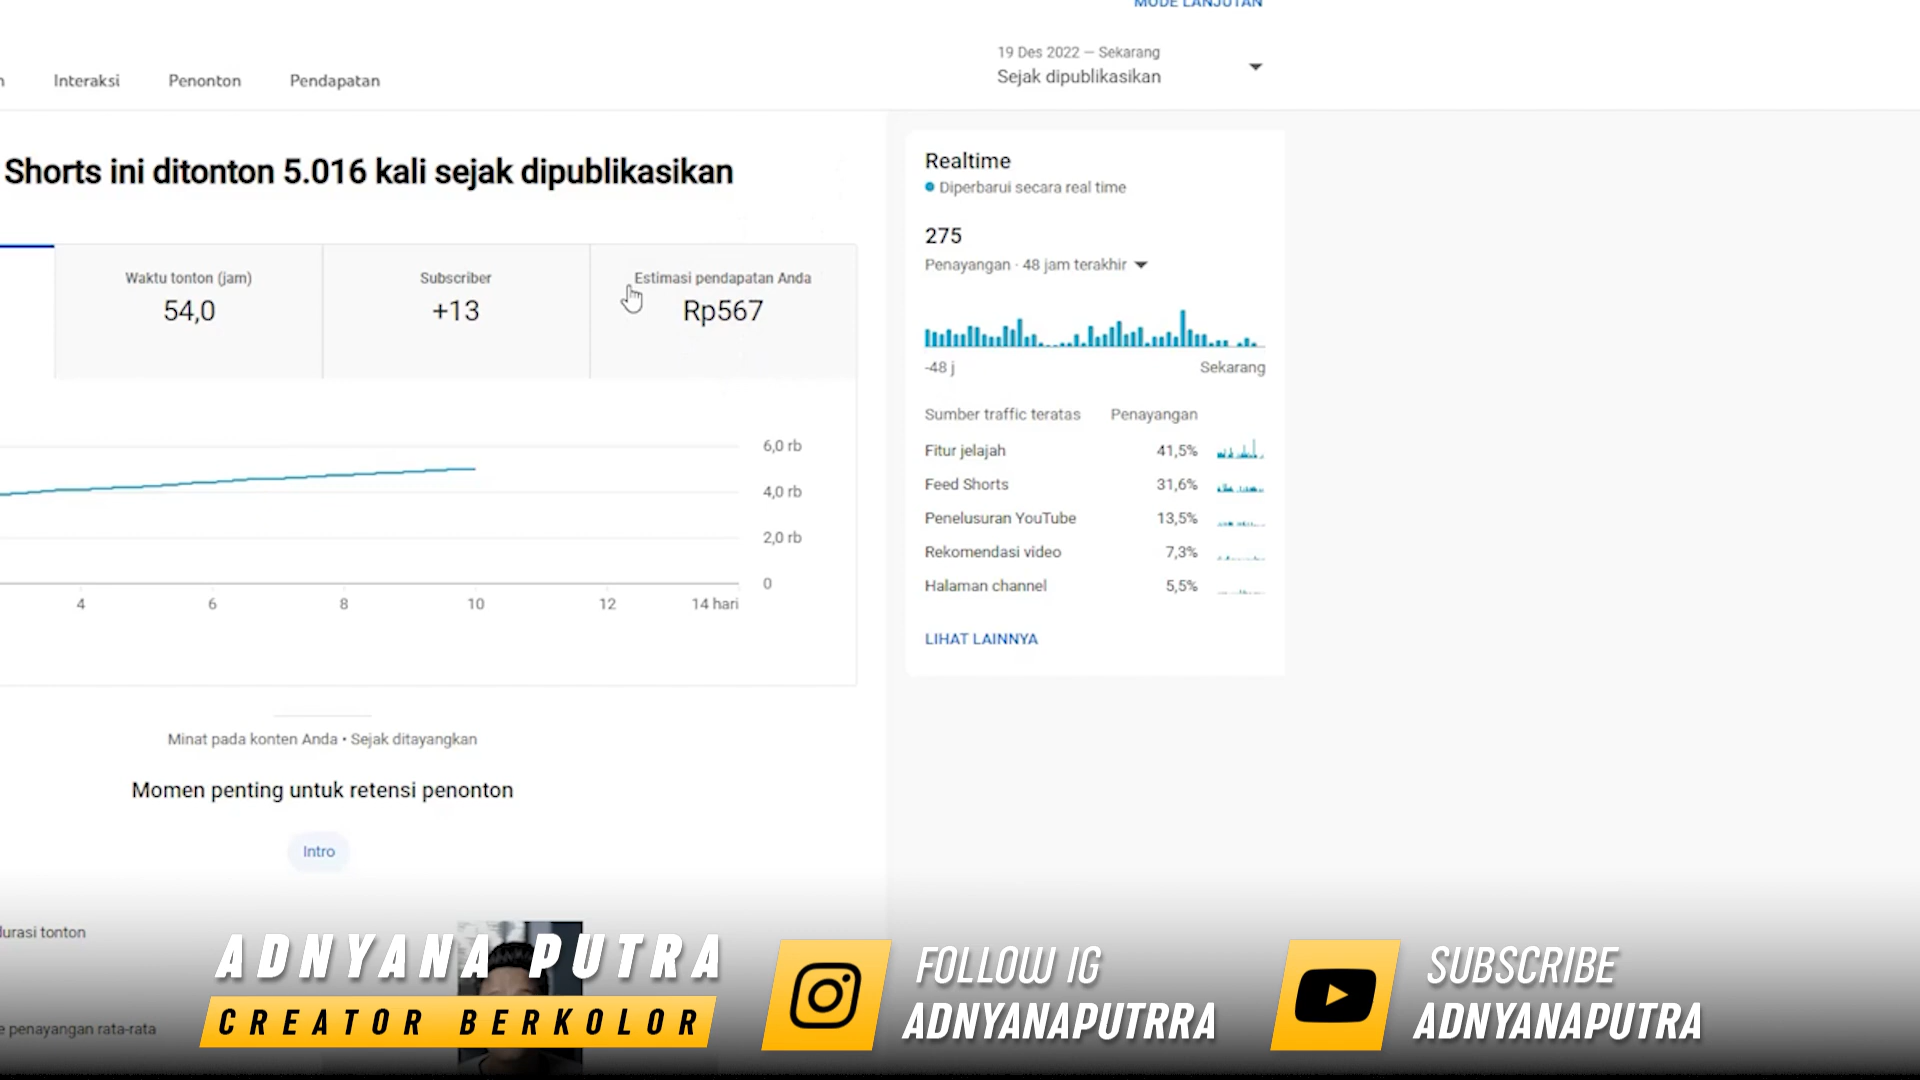 MODE LANJUTAN
19 Des 2022 – Sekarang
Sejak dipublikasikan
Interaksi
Penonton
Pendapatan
Shorts ini ditonton 5.016 kali sejak dipublikasikan
Waktu tonton (jam)
54,0
Subscriber
+13
Estimasi pendapatan Anda
Rp567
6,0 rb
4,0 rb
2,0 rb
0
4
6
8
10
12
14 hari
Minat pada konten Anda • Sejak ditayangkan
Momen penting untuk retensi penonton
Intro
durasi tonton
e penayangan rata-rata
Realtime
Diperbarui secara real time
275
Penayangan · 48 jam terakhir
-48 j
Sekarang
Sumber traffic teratas Penayangan
Fitur jelajah 41,5%
Feed Shorts 31,6%
Penelusuran YouTube 13,5%
Rekomendasi video 7,3%
Halaman channel 5,5%
LIHAT LAINNYA
ADNYANA PUTRA
CREATOR BERKOLOR
FOLLOW IG
ADNYANAPUTRRA
SUBSCRIBE
ADNYANAPUTRA